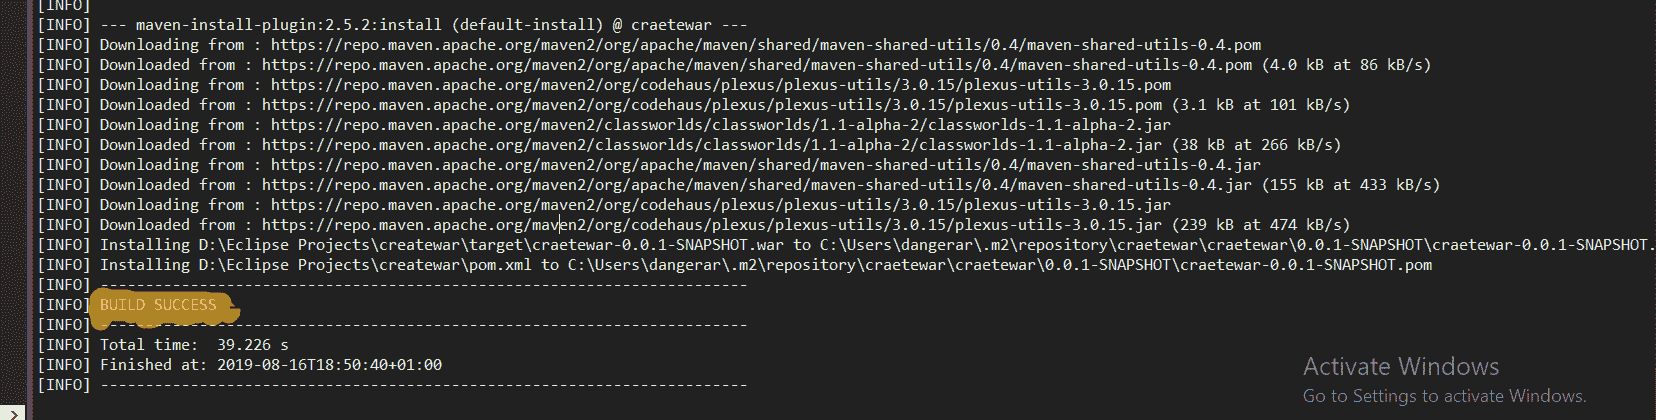 [INFO]
[INFO] --- maven-install-plugin:2.5.2:install (default-install) @ craetewar ---
[INFO] Downloading from : https://repo.maven.apache.org/maven2/org/apache/maven/shared/maven-shared-utils/0.4/maven-shared-utils-0.4.pom
[INFO] Downloaded from : https://repo.maven.apache.org/maven2/org/apache/maven/shared/maven-shared-utils/0.4/maven-shared-utils-0.4.pom (4.0 kB at 86 kB/s)
[INFO] Downloading from : https://repo.maven.apache.org/maven2/org/codehaus/plexus/plexus-utils/3.0.15/plexus-utils-3.0.15.pom
[INFO] Downloaded from : https://repo.maven.apache.org/maven2/org/codehaus/plexus/plexus-utils/3.0.15/plexus-utils-3.0.15.pom (3.1 kB at 101 kB/s)
[INFO] Downloading from : https://repo.maven.apache.org/maven2/classworlds/classworlds/1.1-alpha-2/classworlds-1.1-alpha-2.jar
[INFO] Downloaded from : https://repo.maven.apache.org/maven2/classworlds/classworlds/1.1-alpha-2/classworlds-1.1-alpha-2.jar (38 kB at 266 kB/s)
[INFO] Downloading from : https://repo.maven.apache.org/maven2/org/apache/maven/shared/maven-shared-utils/0.4/maven-shared-utils-0.4.jar
[INFO] Downloaded from : https://repo.maven.apache.org/maven2/org/apache/maven/shared/maven-shared-utils/0.4/maven-shared-utils-0.4.jar (155 kB at 433 kB/s)
[INFO] Downloading from : https://repo.maven.apache.org/maven2/org/codehaus/plexus/plexus-utils/3.0.15/plexus-utils-3.0.15.jar
[INFO] Downloaded from : https://repo.maven.apache.org/maven2/org/codehaus/plexus/plexus-utils/3.0.15/plexus-utils-3.0.15.jar (239 kB at 474 kB/s)
[INFO] Installing D:\Eclipse Projects\createwar\target\craetewar-0.0.1-SNAPSHOT.war to C:\Users\dangerar\.m2\repository\craetewar\craetewar\0.0.1-SNAPSHOT\craetewar-0.0.1-SNAPSHOT.
[INFO] Installing D:\Eclipse Projects\createwar\pom.xml to C:\Users\dangerar\.m2\repository\craetewar\craetewar\0.0.1-SNAPSHOT\craetewar-0.0.1-SNAPSHOT.pom
[INFO] ------------------------------------------------------------------------
[INFO] BUILD SUCCESS
[INFO] ------------------------------------------------------------------------
[INFO] Total time:  39.226 s
[INFO] Finished at: 2019-08-16T18:50:40+01:00
[INFO] ------------------------------------------------------------------------
Activate Windows
Go to Settings to activate Windows.